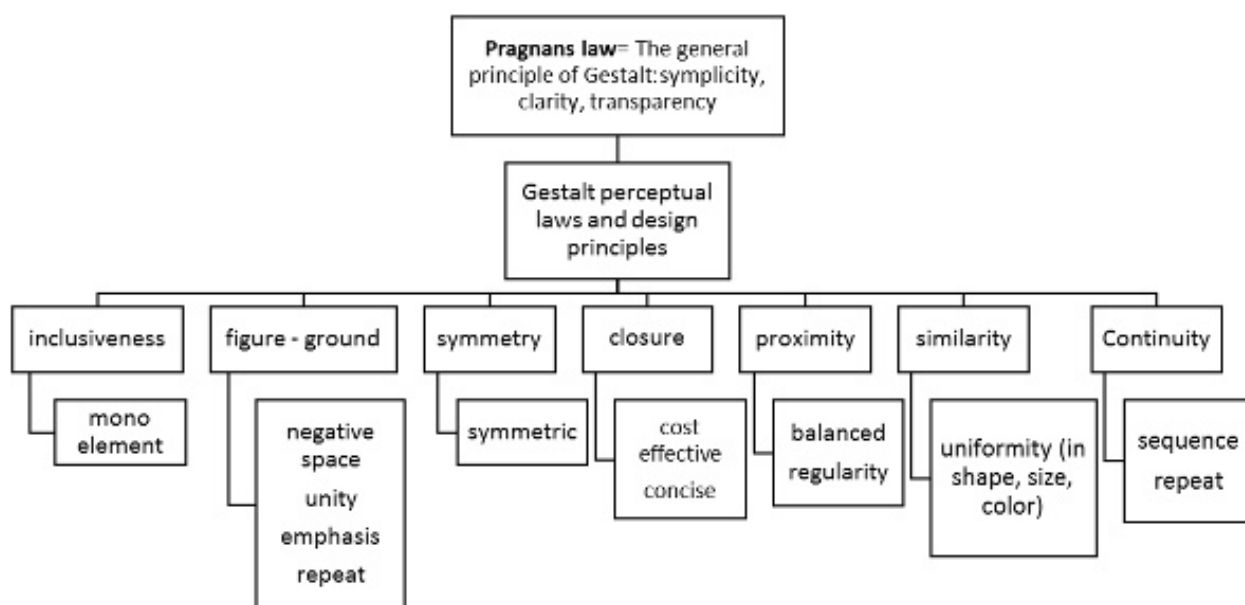 Pragnans law= The general
principle of Gestalt:symplicity,
clarity, transparency
Gestalt perceptual
laws and design
principles
inclusiveness
figure - ground
symmetry
closure
proximity
similarity
Continuity
mono
element
negative
space
unity
emphasis
repeat
symmetric
cost
effective
concise
balanced
regularity
uniformity (in
shape, size,
color)
sequence
repeat